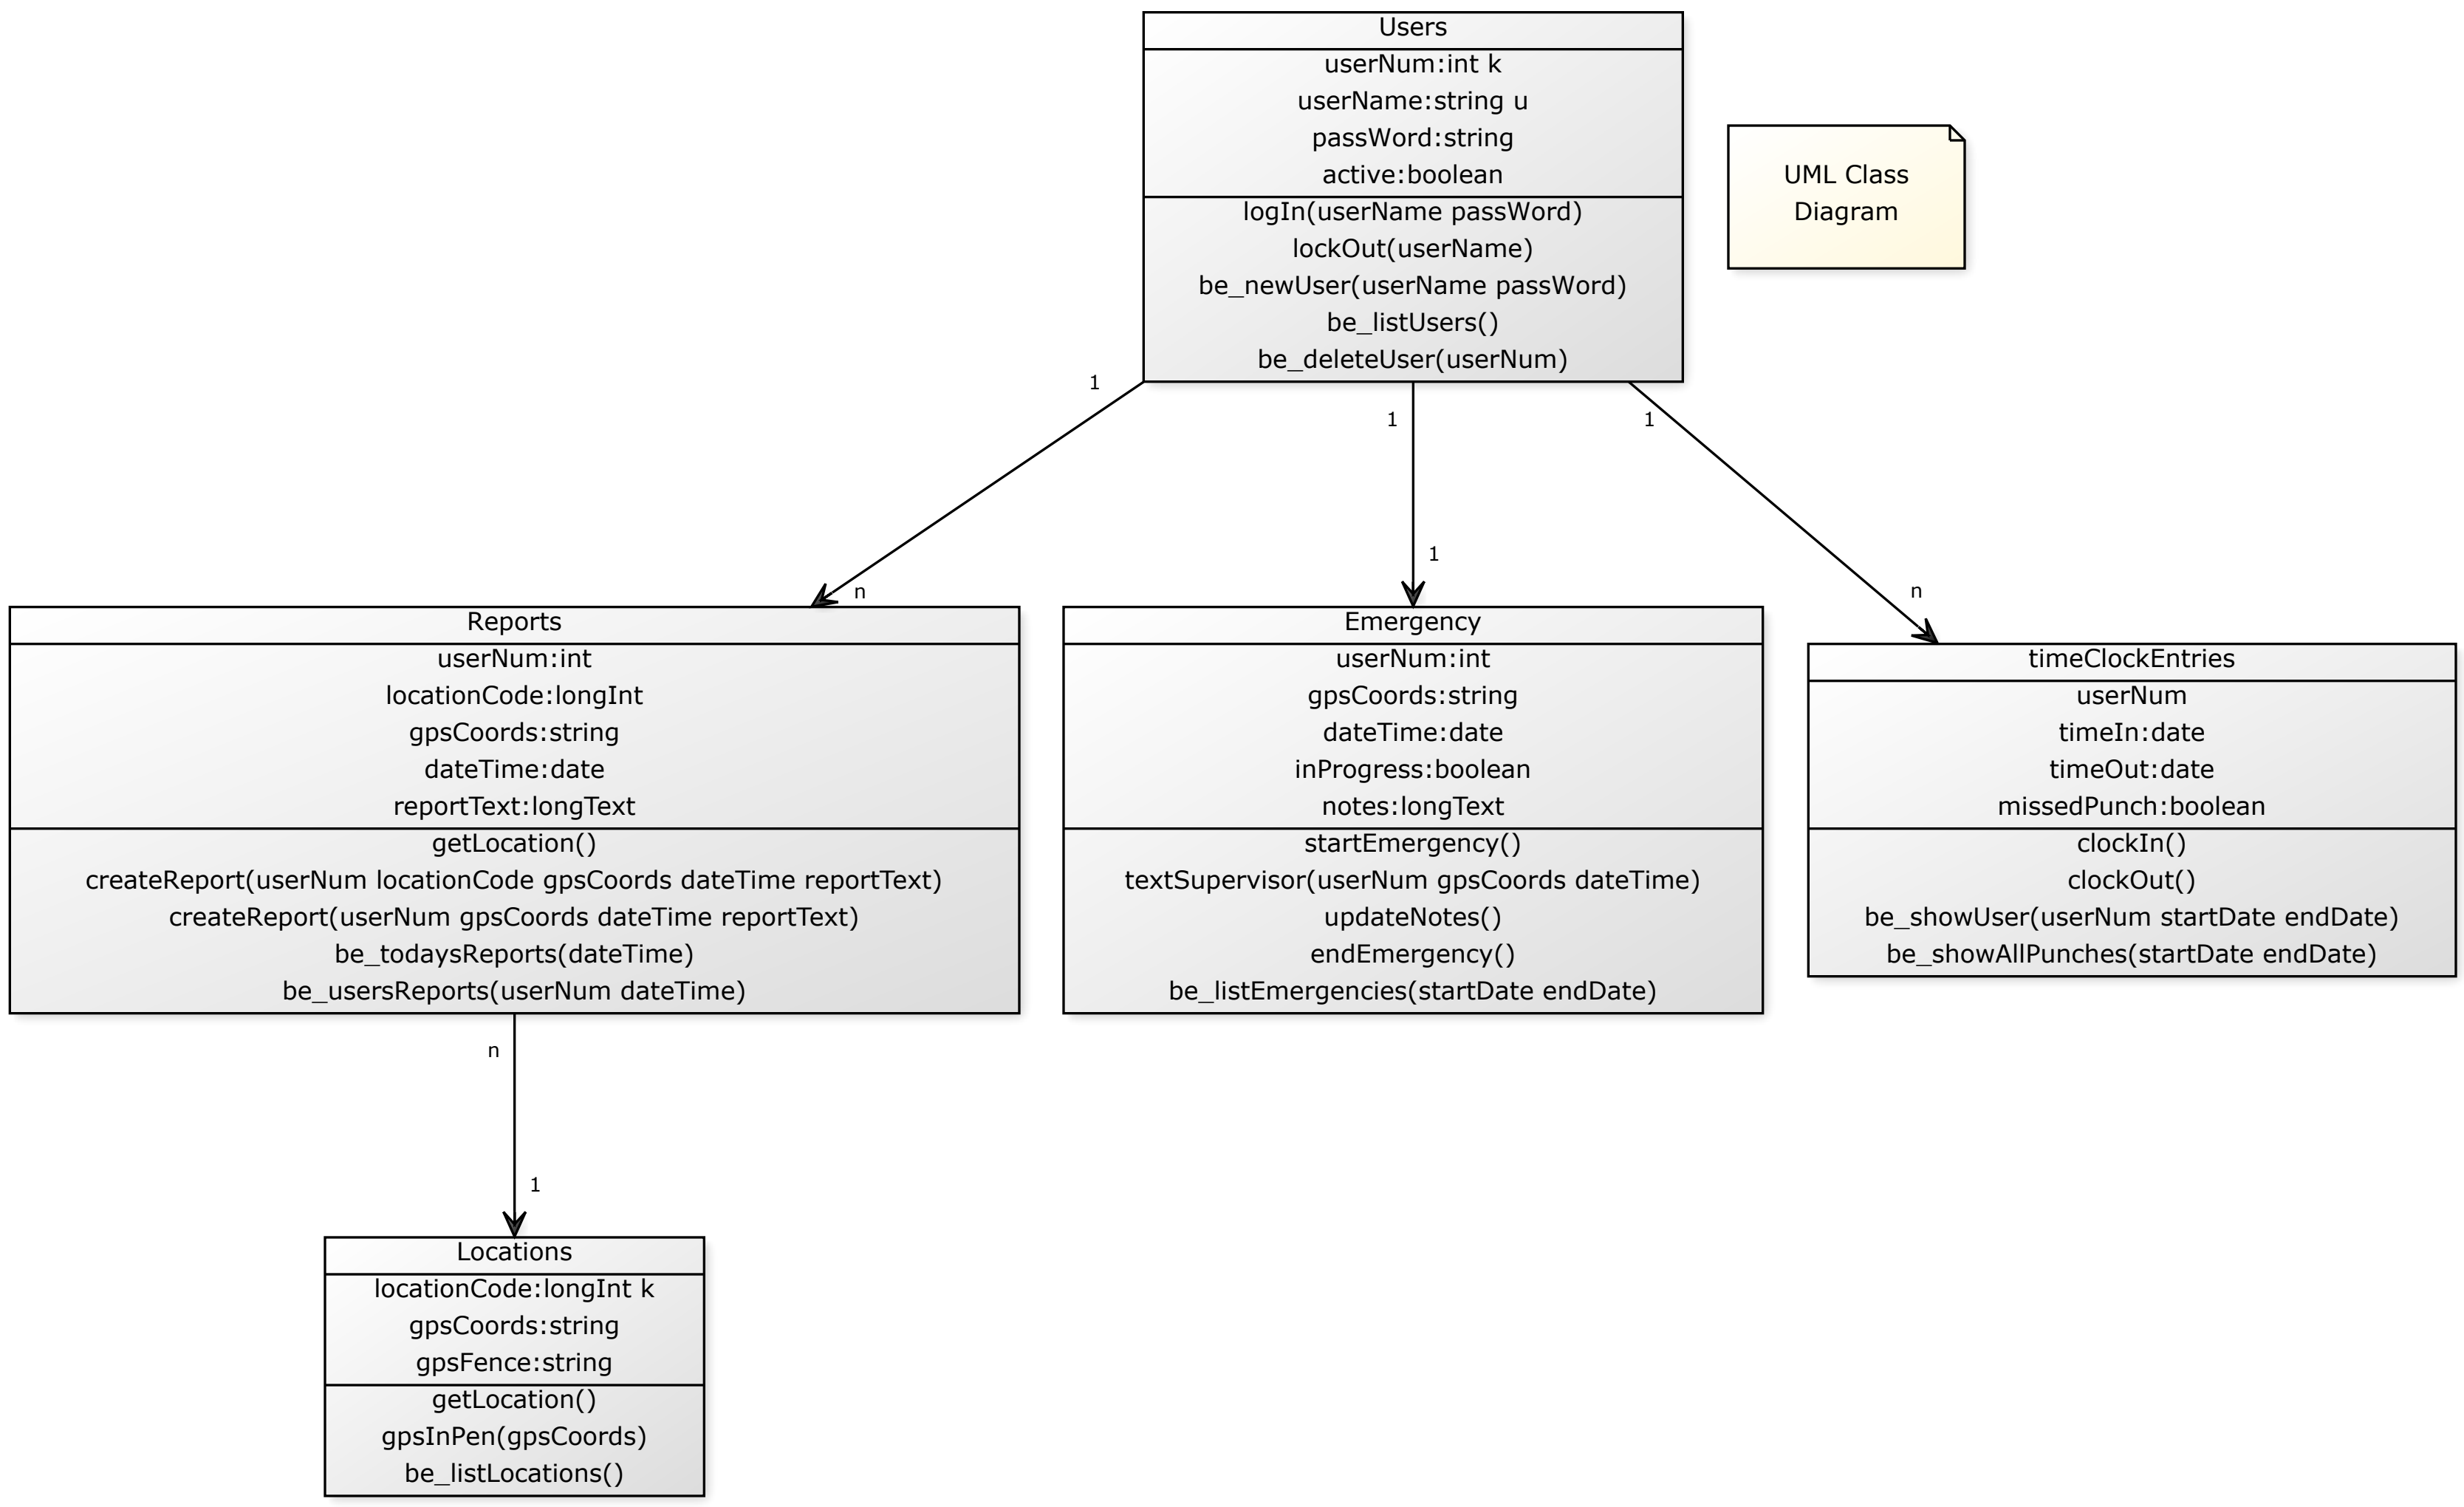 Users
userNum:int k
userName:string u
passWord:string
active:boolean
logIn(userName passWord)
lockOut(userName)
be_newUser(userName passWord)
be_listUsers()
be_deleteUser(userNum)
UML Class
Diagram
1
1
1
n
1
n
Reports
userNum:int
locationCode:longInt
gpsCoords:string
dateTime:date
reportText:longText
getLocation()
createReport(userNum locationCode gpsCoords dateTime reportText)
createReport(userNum gpsCoords dateTime reportText)
be_todaysReports(dateTime)
be_usersReports(userNum dateTime)
Emergency
userNum:int
gpsCoords:string
dateTime:date
inProgress:boolean
notes:longText
startEmergency()
textSupervisor(userNum gpsCoords dateTime)
updateNotes()
endEmergency()
be_listEmergencies(startDate endDate)
timeClockEntries
userNum
timeIn:date
timeOut:date
missedPunch:boolean
clockIn()
clockOut()
be_showUser(userNum startDate endDate)
be_showAllPunches(startDate endDate)
n
1
Locations
locationCode:longInt k
gpsCoords:string
gpsFence:string
getLocation()
gpsInPen(gpsCoords)
be_listLocations()